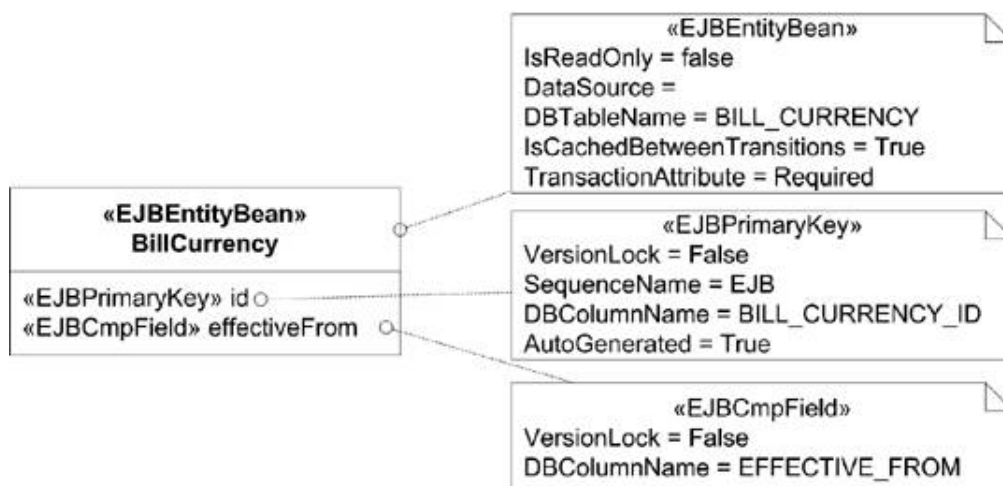 «EJBEntityBean»
IsReadOnly = false
DataSource =
DBTableName = BILL_CURRENCY
IsCachedBetweenTransitions = True
TransactionAttribute = Required
«EJBEntityBean»
BillCurrency
«EJBPrimaryKey» id
«EJBCmpField» effectiveFrom
«EJBPrimaryKey»
VersionLock = False
SequenceName = EJB
DBColumnName = BILL_CURRENCY_ID
AutoGenerated = True
«EJBCmpField»
VersionLock = False
DBColumnName = EFFECTIVE_FROM